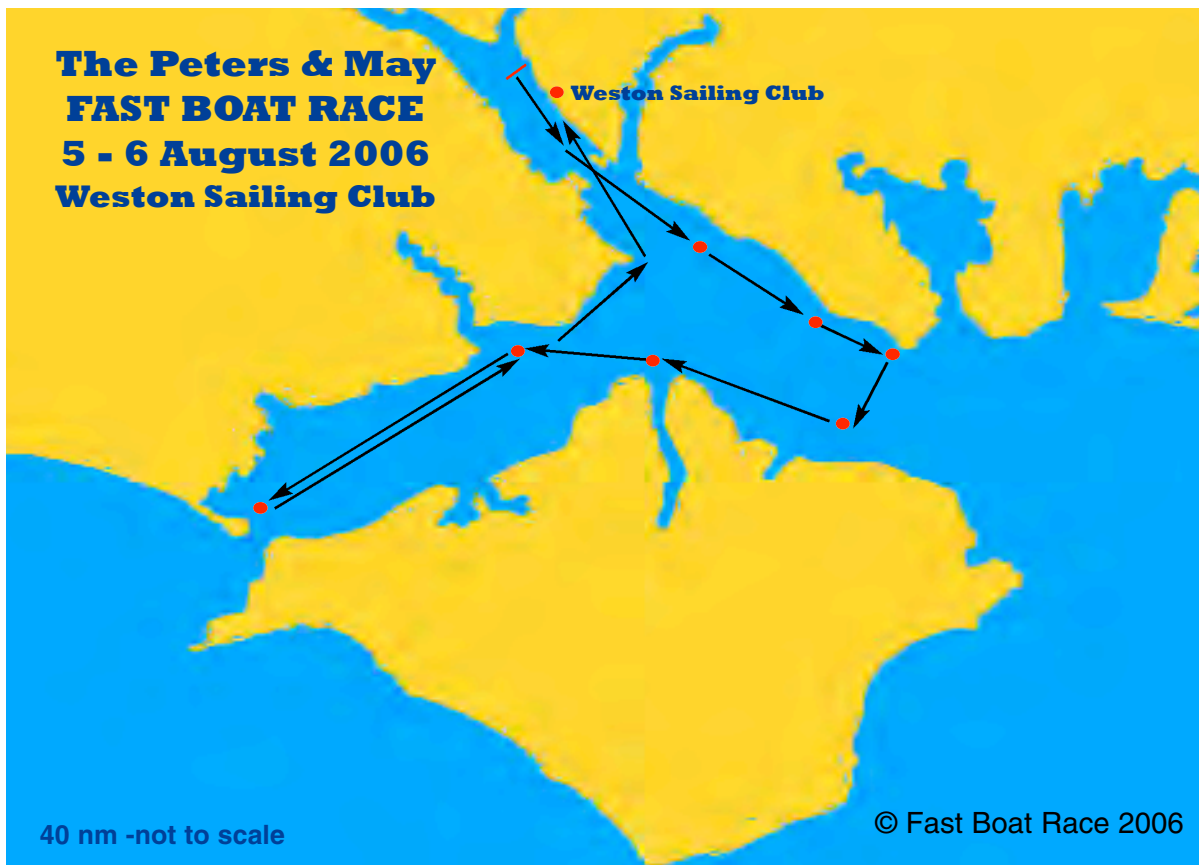 The Peters & May
FAST BOAT RACE
5 - 6 August 2006
Weston Sailing Club
Weston Sailing Club
40 nm -not to scale
© Fast Boat Race 2006